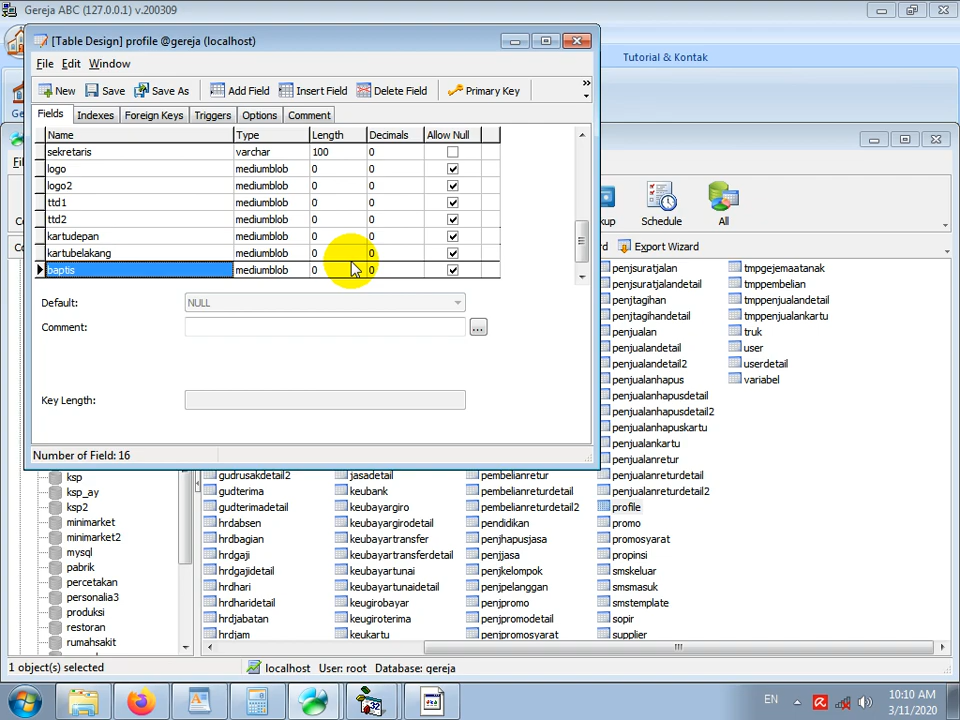 Gereja ABC (127.0.0.1) v.200309
[Table Design] profile @gereja (localhost)
Tutorial & Kontak
File Edit Window
New Save Save As Add Field Insert Field Delete Field Primary Key »
Fields Indexes Foreign Keys Triggers Options Comment
Name Type Length Decimals Allow Null
sekretaris varchar 100 0
logo mediumblob 0 0
logo2 mediumblob 0 0
ttd1 mediumblob 0 0
ttd2 mediumblob 0 0
kartudepan mediumblob 0 0
kartubelakang mediumblob 0 0
baptis mediumblob 0 0
Default: NULL
Comment: ...
Key Length:
Number of Field: 16
Schedule All
Export Wizard
penjsuratjalan tmpgejemaatanak
penjsuratjalandetail tmppembelian
penjtagihan tmppenjualandetail
penjtagihandetail tmppenjualankartu
penjualan truk
penjualandetail user
penjualandetail2 userdetail
penjualanhapus variabel
penjualanhapusdetail
penjualanhapusdetail2
penjualanhapuskartu
penjualankartu
penjualanretur
ksp gudrusakdetail2 jasadetail pembelianretur penjualanreturdetail
ksp_ay gudterima keubank pembelianreturdetail penjualanreturdetail2
ksp2 gudterimadetail keubayargiro pembelianreturdetail2 profile
minimarket hrdabsen keubayargirodetail pendidikan promo
minimarket2 hrdbagian keubayartransfer penjhapusjasa promosyarat
mysql hrdgaji keubayartransferdetail penjjasa propinsi
pabrik hrdgajidetail keubayartunai penjkelompok smskeluar
percetakan hrdhari keubayartunaidetail penjpelanggan smsmasuk
personalia3 hrdharidetail keugirobayar penjpromo smstemplate
produksi hrdjabatan keugiroterima penjpromodetail sopir
restoran hrdjam keukartu penjpromosyarat supplier
rumahsakit
1 object(s) selected localhost User: root Database: gereja
EN 10:10 AM
3/11/2020